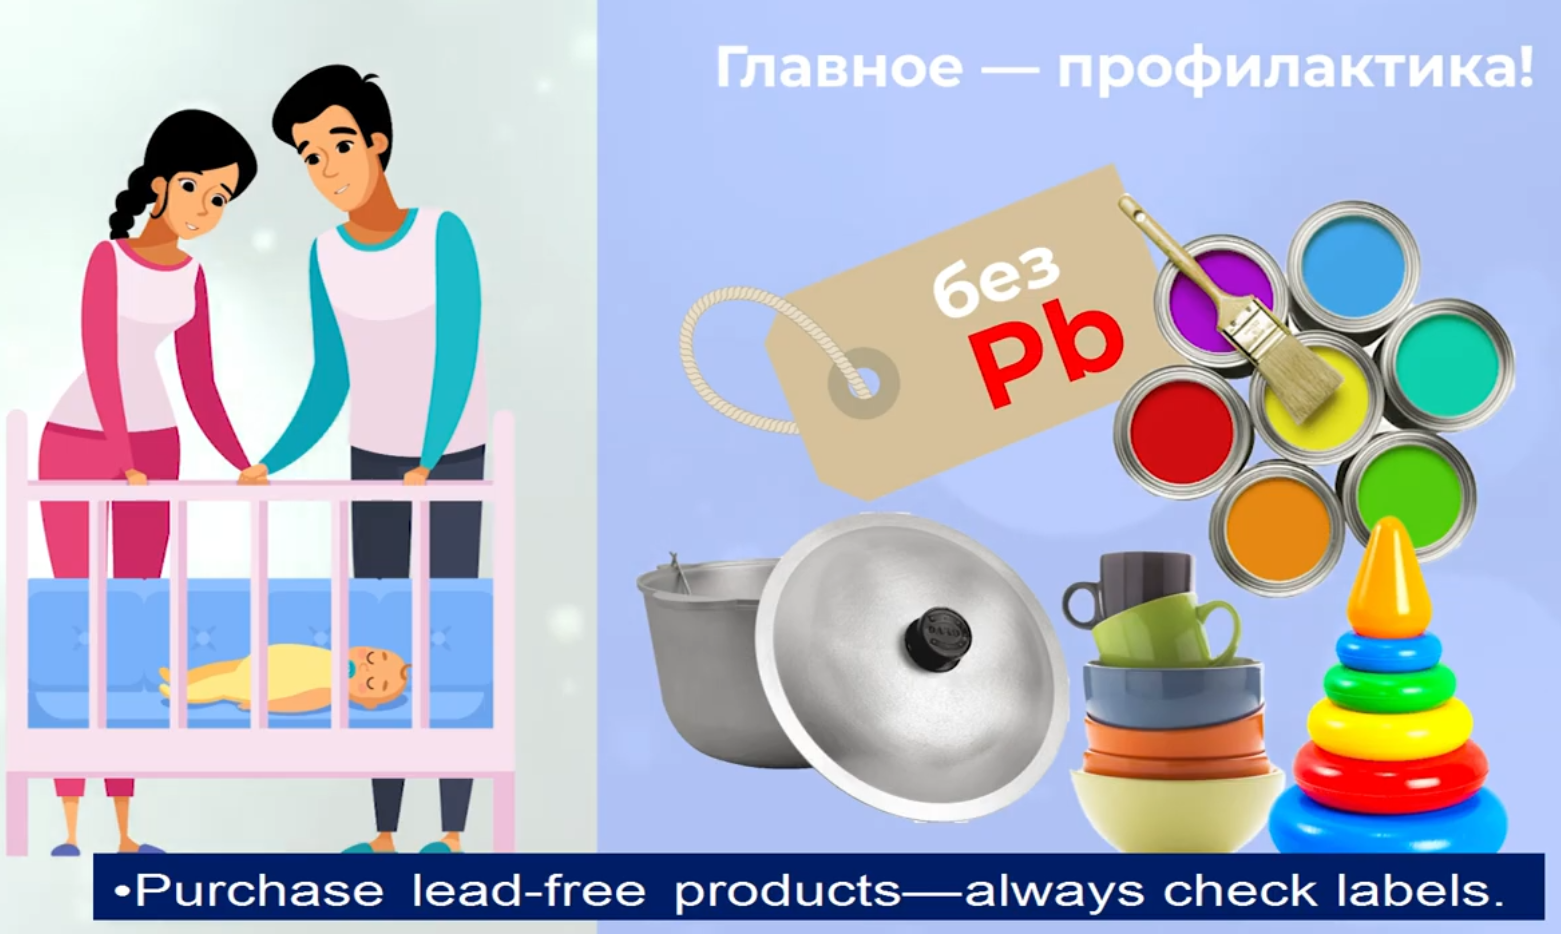 Главное — профилактика!
без
Pb
•Purchase lead-free products—always check labels.